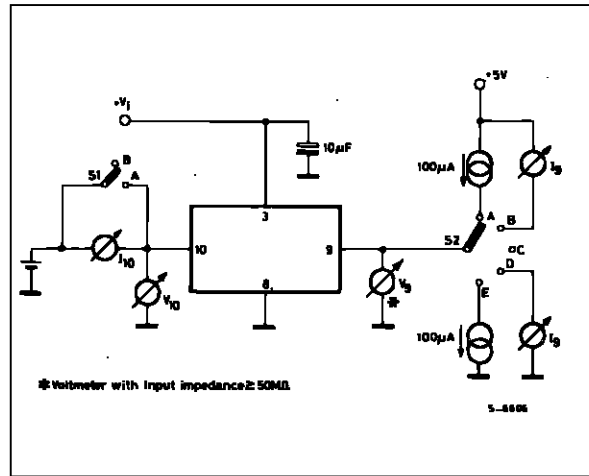 +5V
+Vi
10µF
100µA
I9
S1
B
A
A
B
S2
C
D
E
3
10
9
8
I10
V10
V9
*
100µA
I9
* Voltmeter with Input impedance ≥ 50MΩ
S-6606